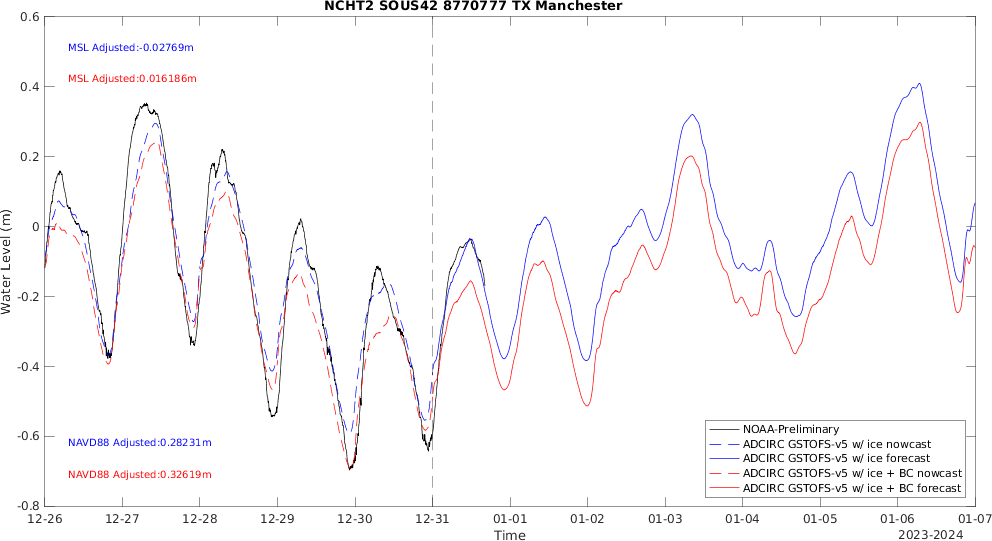 NCHT2 SOUS42 8770777 TX Manchester
0.6
MSL Adjusted:-0.02769m
MSL Adjusted:0.016186m
0.4
0.2
0
-0.2
-0.4
-0.6
-0.8
Water Level (m)
NAVD88 Adjusted:0.28231m
NAVD88 Adjusted:0.32619m
NOAA-Preliminary
ADCIRC GSTOFS-v5 w/ ice nowcast
ADCIRC GSTOFS-v5 w/ ice forecast
ADCIRC GSTOFS-v5 w/ ice + BC nowcast
ADCIRC GSTOFS-v5 w/ ice + BC forecast
12-26 12-27 12-28 12-29 12-30 12-31 01-01 01-02 01-03 01-04 01-05 01-06 01-07
Time
2023-2024